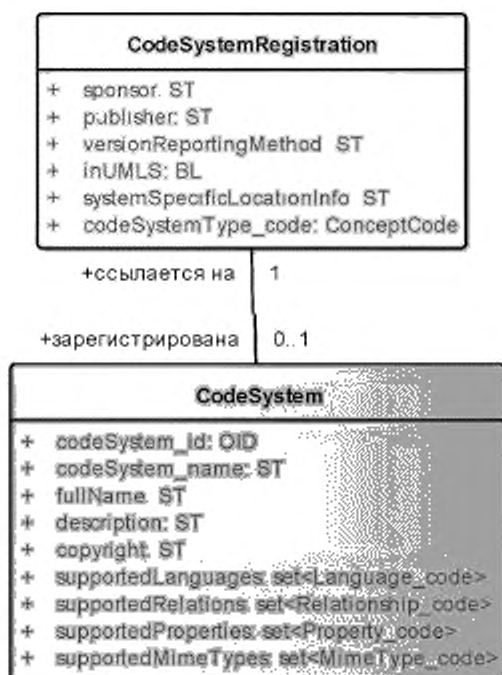 CodeSystemRegistration
+ sponsor. ST
+ publisher: ST
+ versionReportingMethod ST
+ inUMLS: BL
+ systemSpecificLocationInfo ST
+ codeSystemType_code: ConceptCode
+ссылается на 1
+зарегистрирована 0..1
CodeSystem
+ codeSystem_id: OID
+ codeSystem_name: ST
+ fullName. ST
+ description: ST
+ copyright. ST
+ supportedLanguages: set<Language_code>
+ supportedRelations: set<Relationship_code>
+ supportedProperties: set<Property_code>
+ supportedMimeTypes: set<MimeType_code>